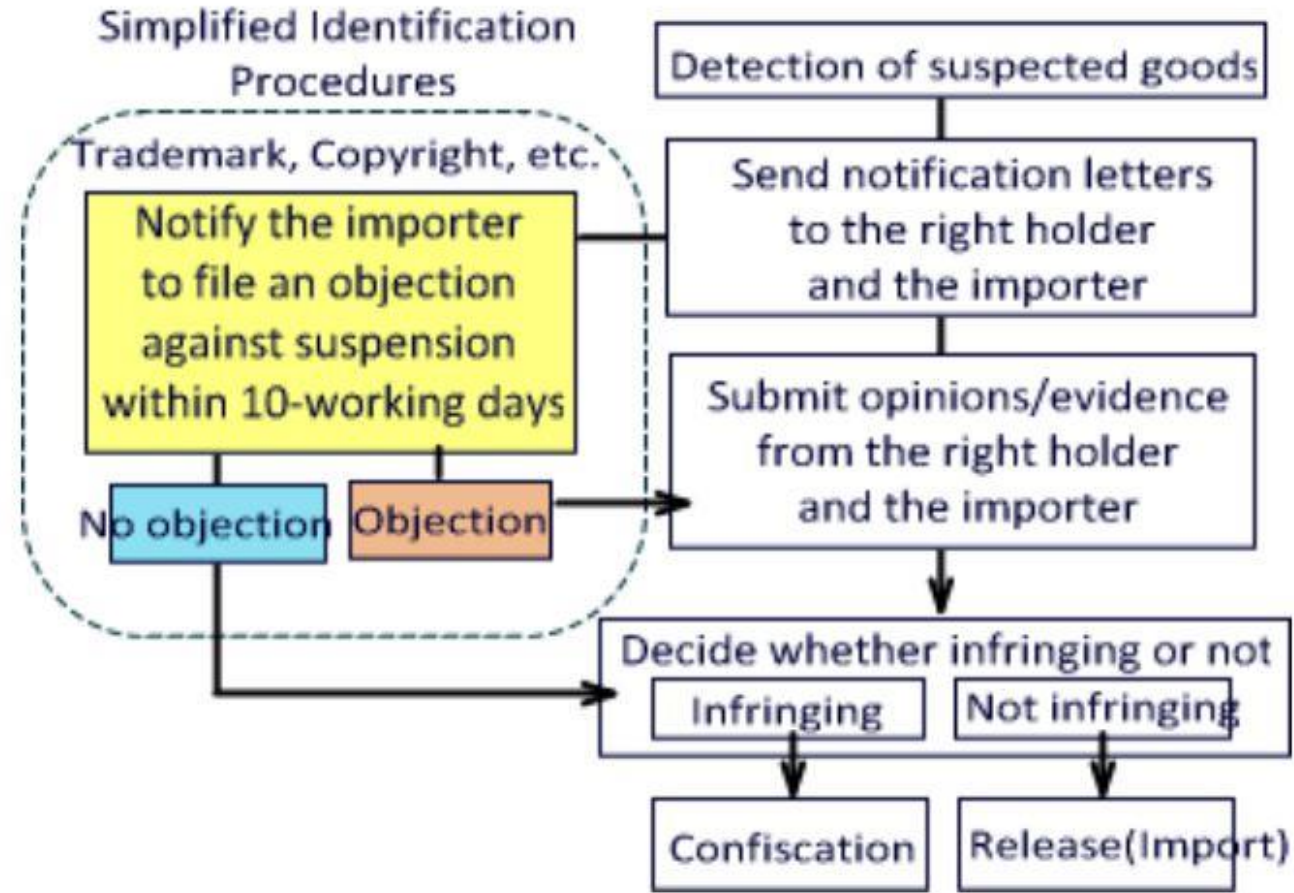 Simplified Identification
Procedures
Trademark, Copyright, etc.
Notify the importer
to file an objection
against suspension
within 10-working days
No objection
Objection
Detection of suspected goods
Send notification letters
to the right holder
and the importer
Submit opinions/evidence
from the right holder
and the importer
Decide whether infringing or not
Infringing
Not infringing
Confiscation
Release(Import)